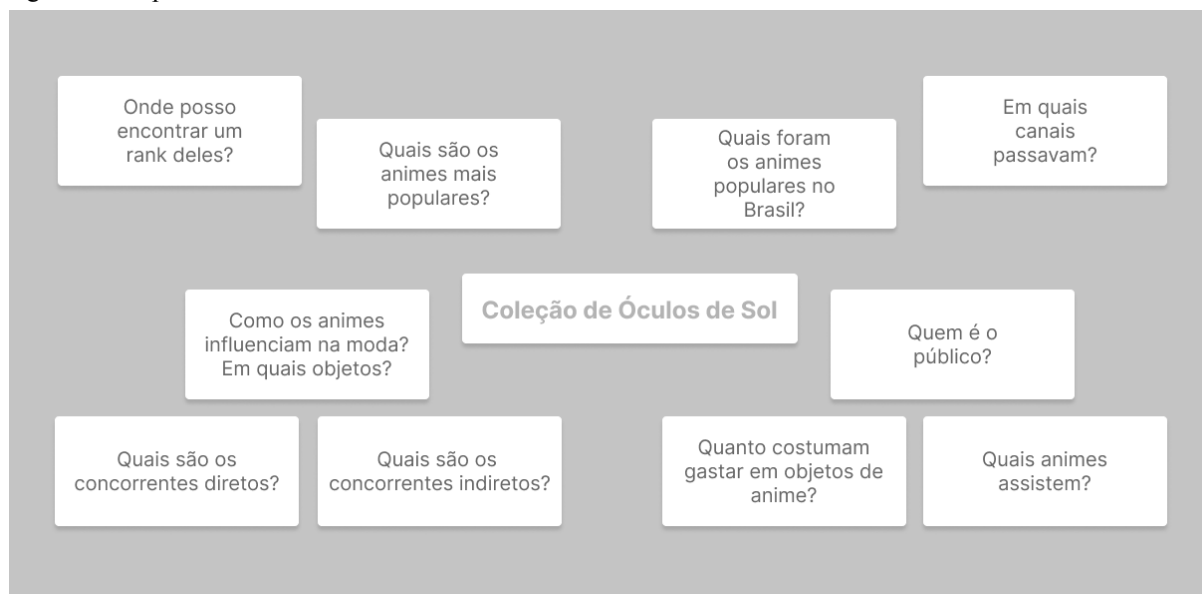 Onde posso
encontrar um
rank deles?
Quais são os
animes mais
populares?
Quais foram
os animes
populares no
Brasil?
Em quais
canais
passavam?
Como os animes
influenciam na moda?
Em quais objetos?
Coleção de Óculos de Sol
Quem é o
público?
Quais são os
concorrentes diretos?
Quais são os
concorrentes indiretos?
Quanto costumam
gastar em objetos de
anime?
Quais animes
assistem?